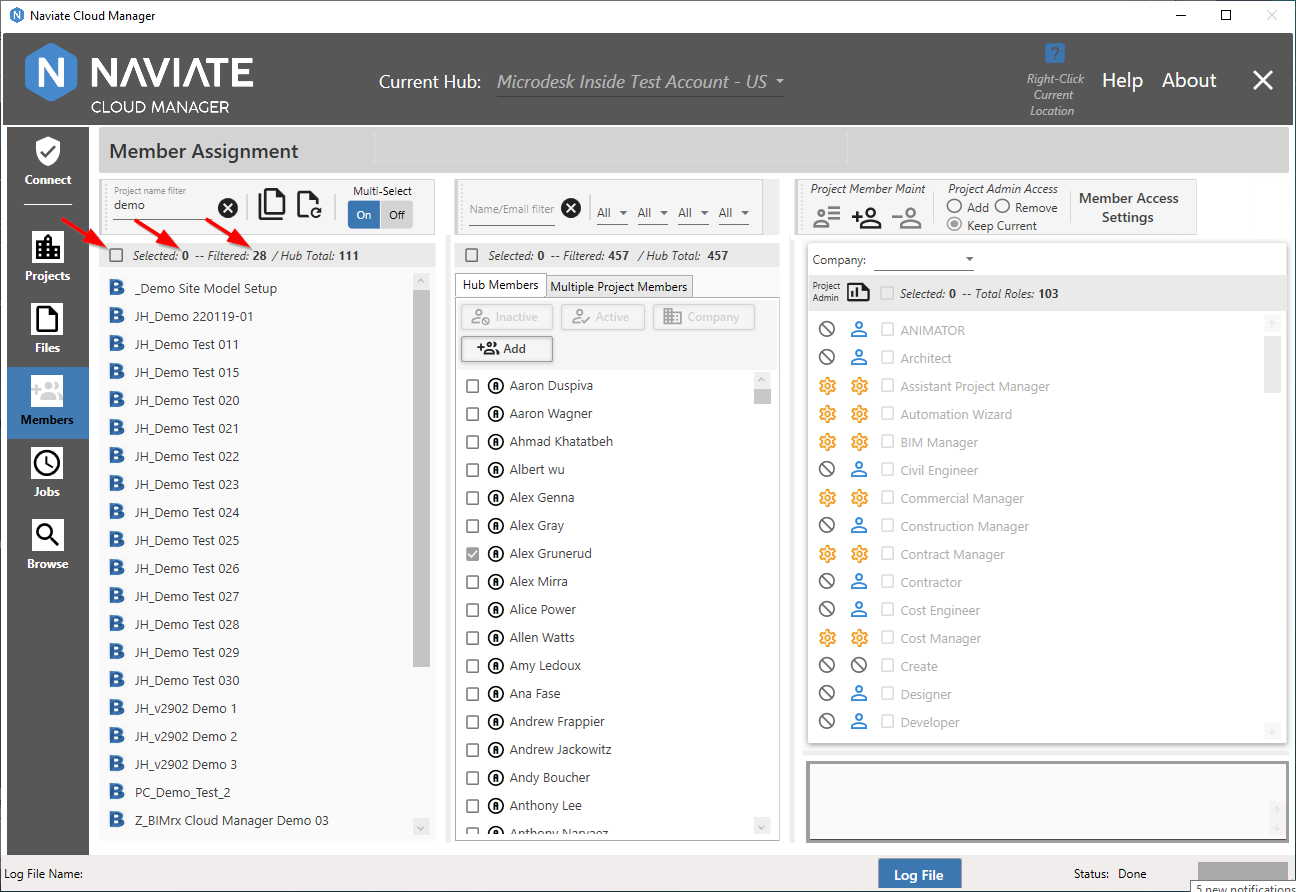 Naviate Cloud Manager
NAVIATE
CLOUD MANAGER
Current Hub: Microdesk Inside Test Account - US
?
Right-Click
Current
Location
Help About
Member Assignment
Connect
Projects
Files
Members
Jobs
Browse
Project name filter
demo
Multi-Select
On Off
Selected: 0 -- Filtered: 28 / Hub Total: 111
_Demo Site Model Setup
JH_Demo 220119-01
JH_Demo Test 011
JH_Demo Test 015
JH_Demo Test 020
JH_Demo Test 021
JH_Demo Test 022
JH_Demo Test 023
JH_Demo Test 024
JH_Demo Test 025
JH_Demo Test 026
JH_Demo Test 027
JH_Demo Test 028
JH_Demo Test 029
JH_Demo Test 030
JH_v2902 Demo 1
JH_v2902 Demo 2
JH_v2902 Demo 3
PC_Demo_Test_2
Z_BIMrx Cloud Manager Demo 03
Name/Email filter All All All All
Selected: 0 -- Filtered: 457 / Hub Total: 457
Hub Members Multiple Project Members
Inactive Active Company
Add
Aaron Duspiva
Aaron Wagner
Ahmad Khatatbeh
Albert wu
Alex Genna
Alex Gray
Alex Grunerud
Alex Mirra
Alice Power
Allen Watts
Amy Ledoux
Ana Fase
Andrew Frappier
Andrew Jackowitz
Andy Boucher
Anthony Lee
Anthony Narvaez
Project Member Maint
Project Admin Access
Add Remove
Keep Current
Member Access
Settings
Company:
Project
Admin
Selected: 0 -- Total Roles: 103
ANIMATOR
Architect
Assistant Project Manager
Automation Wizard
BIM Manager
Civil Engineer
Commercial Manager
Construction Manager
Contract Manager
Contractor
Cost Engineer
Cost Manager
Create
Designer
Developer
Log File Name:
Log File
Status: Done
5 new notifications